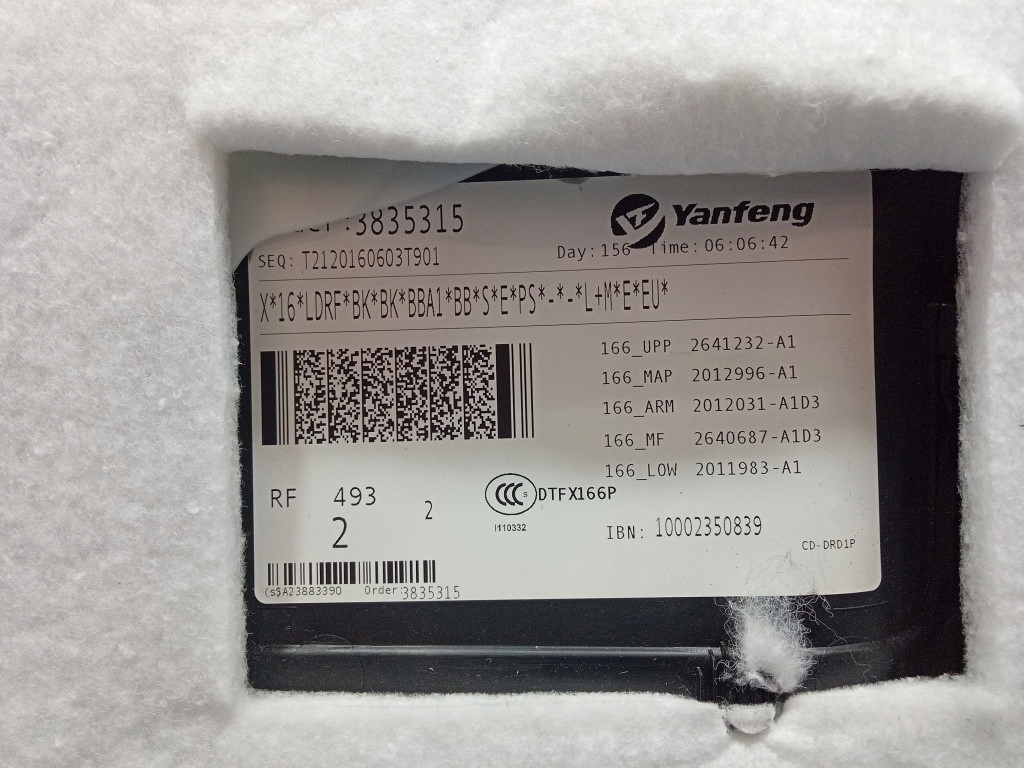 :3835315
Yanfeng
SEQ: T2120160603T901
Day: 156 Time: 06:06:42
X*16*LDRF*BK*BK*BBA1*BB*S*E*PS*-*-*L+M*E*EU*
166_UPP 2641232-A1
166_MAP 2012996-A1
166_ARM 2012031-A1D3
166_MF 2640687-A1D3
166_LOW 2011983-A1
RF 493 2
2
CCC S DTFX166P
I110332
IBN: 10002350839
CD-DRD1P
(s$A23883390 Order:3835315